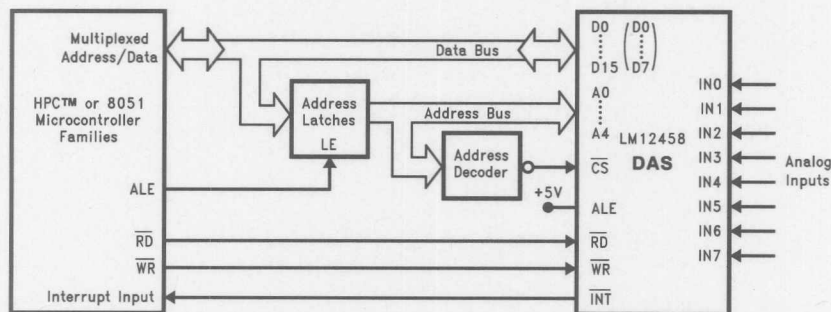 Multiplexed
Address/Data
HPC™ or 8051
Microcontroller
Families
ALE
RD
WR
Interrupt Input
Data Bus
Address
Latches
LE
Address Bus
Address
Decoder
+5V
D0
D15
(D0
D7)
A0
A4
LM12458
DAS
CS
ALE
RD
WR
INT
IN0
IN1
IN2
IN3
IN4
IN5
IN6
IN7
Analog
Inputs